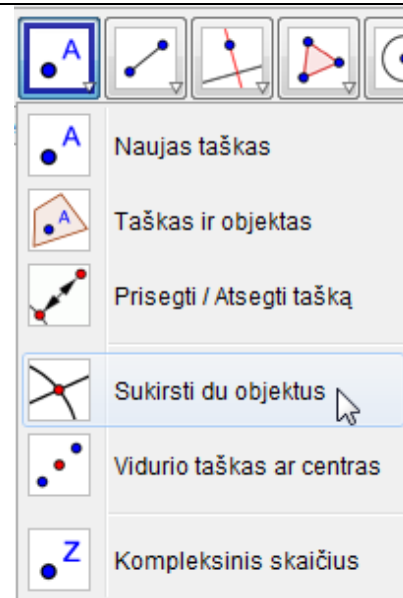 A
A
Naujas taškas
A
Taškas ir objektas
Prisegti / Atsegti tašką
Sukirsti du objektus
Vidurio taškas ar centras
Z
Kompleksinis skaičius